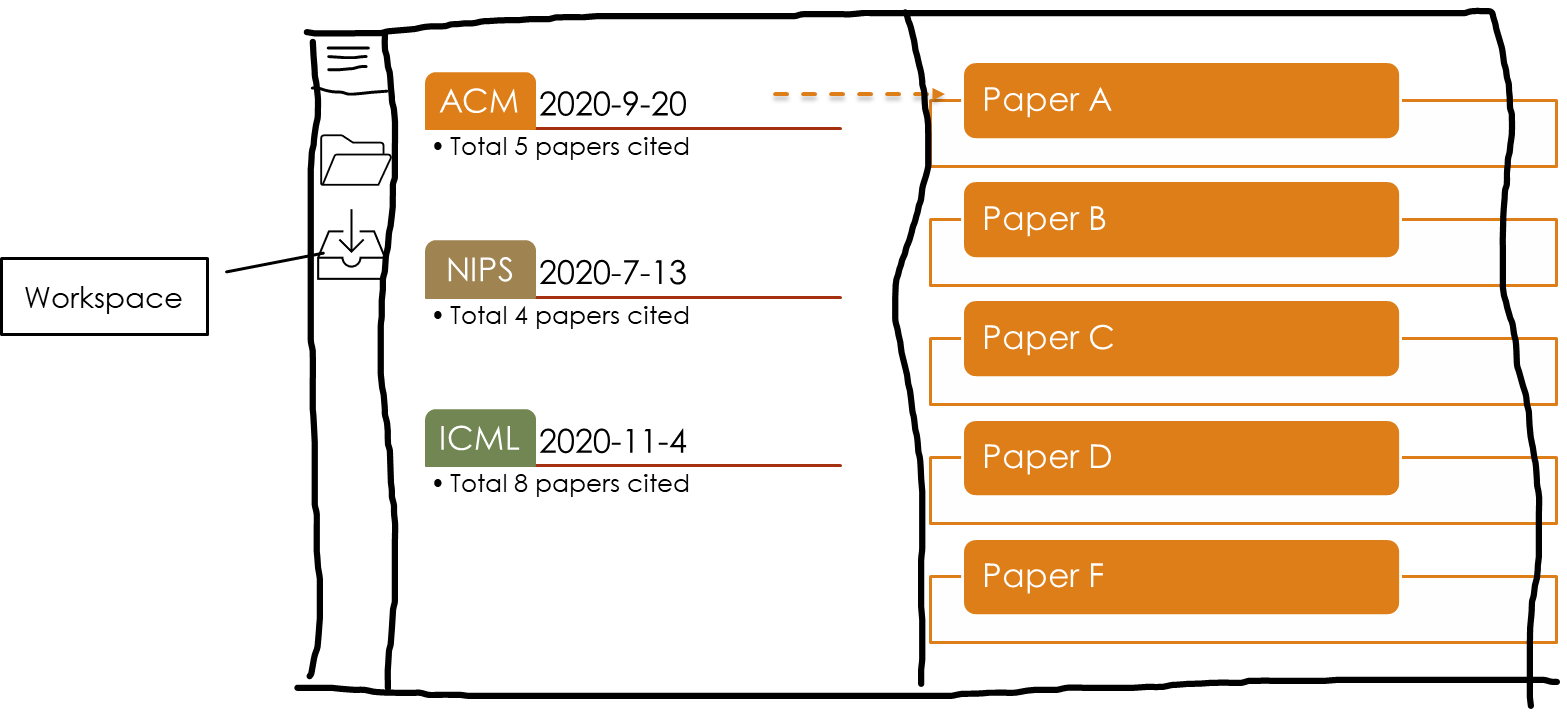 Workspace
ACM 2020-9-20
• Total 5 papers cited
NIPS 2020-7-13
• Total 4 papers cited
ICML 2020-11-4
• Total 8 papers cited
Paper A
Paper B
Paper C
Paper D
Paper F